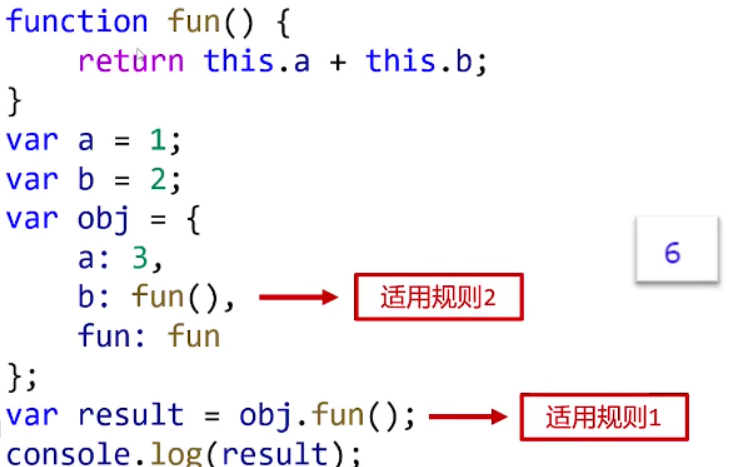 function fun() {
return this.a + this.b;
}
var a = 1;
var b = 2;
var obj = {
a: 3,
6
b: fun(),
适用规则2
fun: fun
};
var result = obj.fun();
适用规则1
console.log(result);